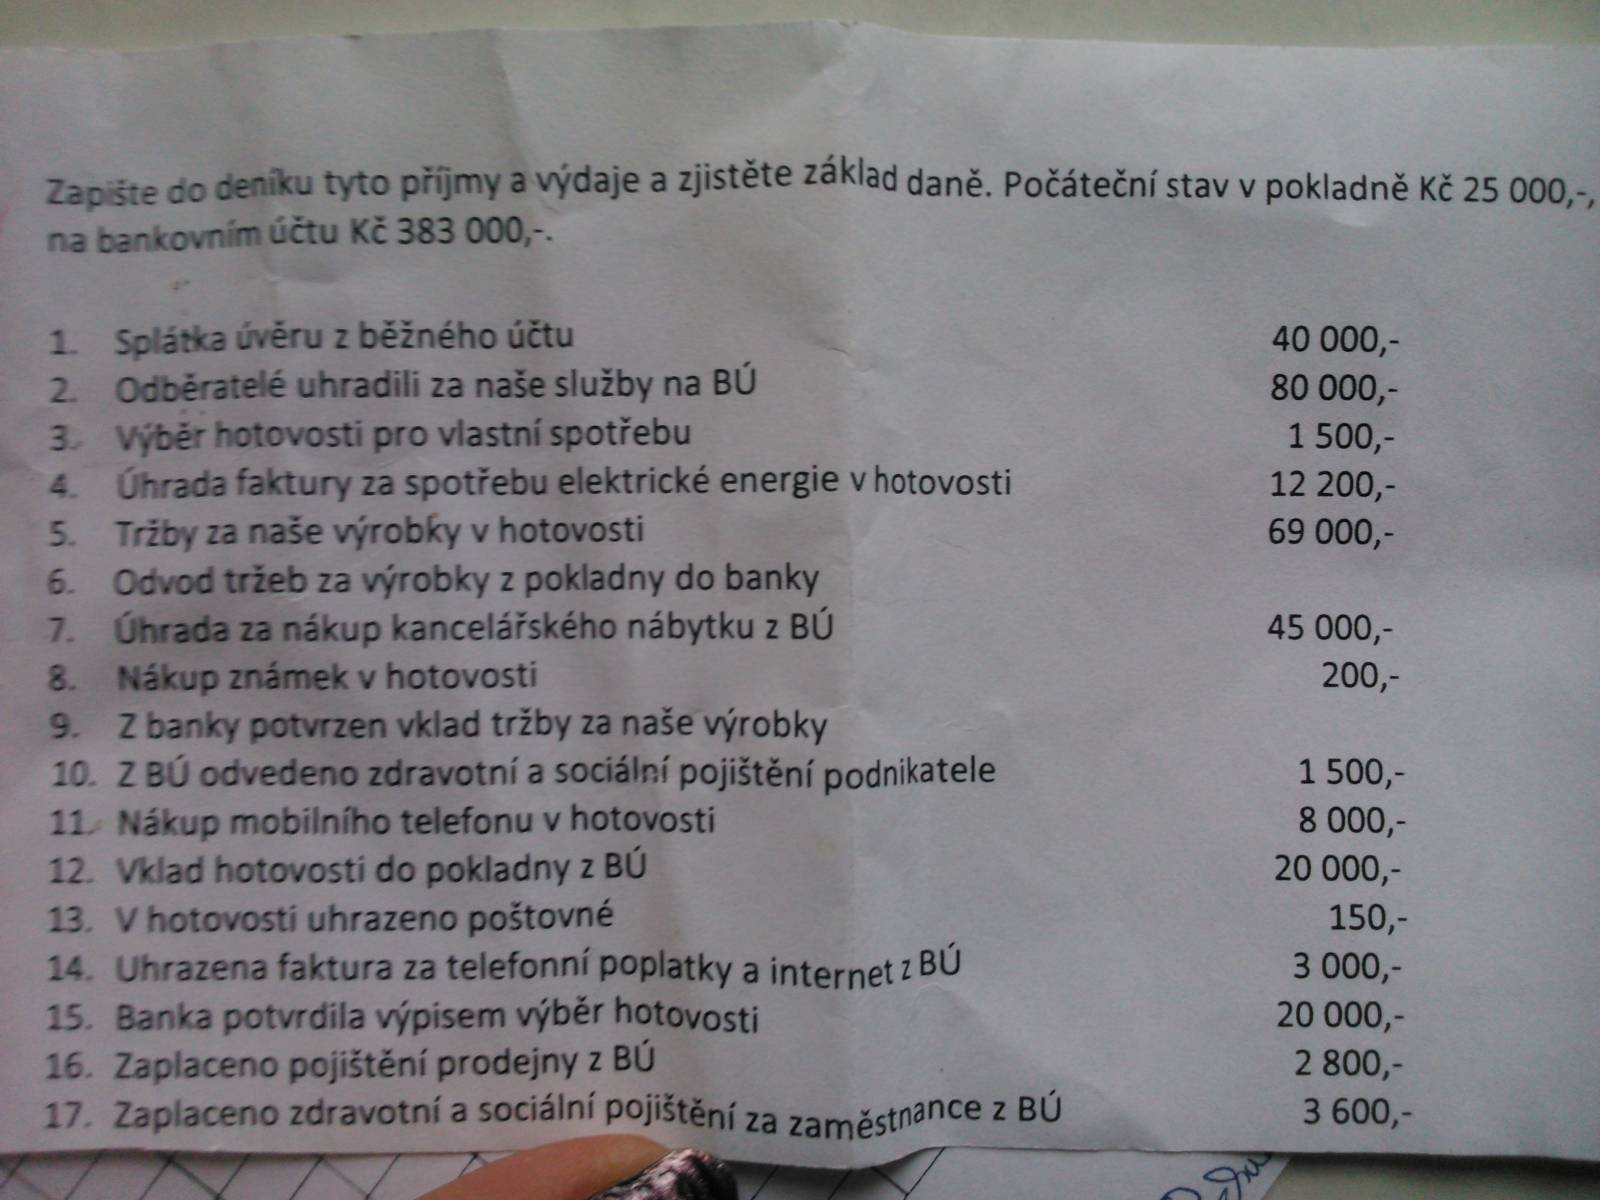 Zapište do deníku tyto příjmy a výdaje a zjistěte základ daně. Počáteční stav v pokladně Kč 25 000,-,
na bankovním účtu Kč 383 000,-.
1. Splátka úvěru z běžného účtu 40 000,-
2. Odběratelé uhradili za naše služby na BÚ 80 000,-
3. Výběr hotovosti pro vlastní spotřebu 1 500,-
4. Úhrada faktury za spotřebu elektrické energie v hotovosti 12 200,-
5. Tržby za naše výrobky v hotovosti 69 000,-
6. Odvod tržeb za výrobky z pokladny do banky
7. Úhrada za nákup kancelářského nábytku z BÚ 45 000,-
8. Nákup známek v hotovosti 200,-
9. Z banky potvrzen vklad tržby za naše výrobky
10. Z BÚ odvedeno zdravotní a sociální pojištění podnikatele 1 500,-
11. Nákup mobilního telefonu v hotovosti 8 000,-
12. Vklad hotovosti do pokladny z BÚ 20 000,-
13. V hotovosti uhrazeno poštovné 150,-
14. Uhrazena faktura za telefonní poplatky a internet z BÚ 3 000,-
15. Banka potvrdila výpisem výběr hotovosti 20 000,-
16. Zaplaceno pojištění prodejny z BÚ 2 800,-
17. Zaplaceno zdravotní a sociální pojištění za zaměstnance z BÚ 3 600,-